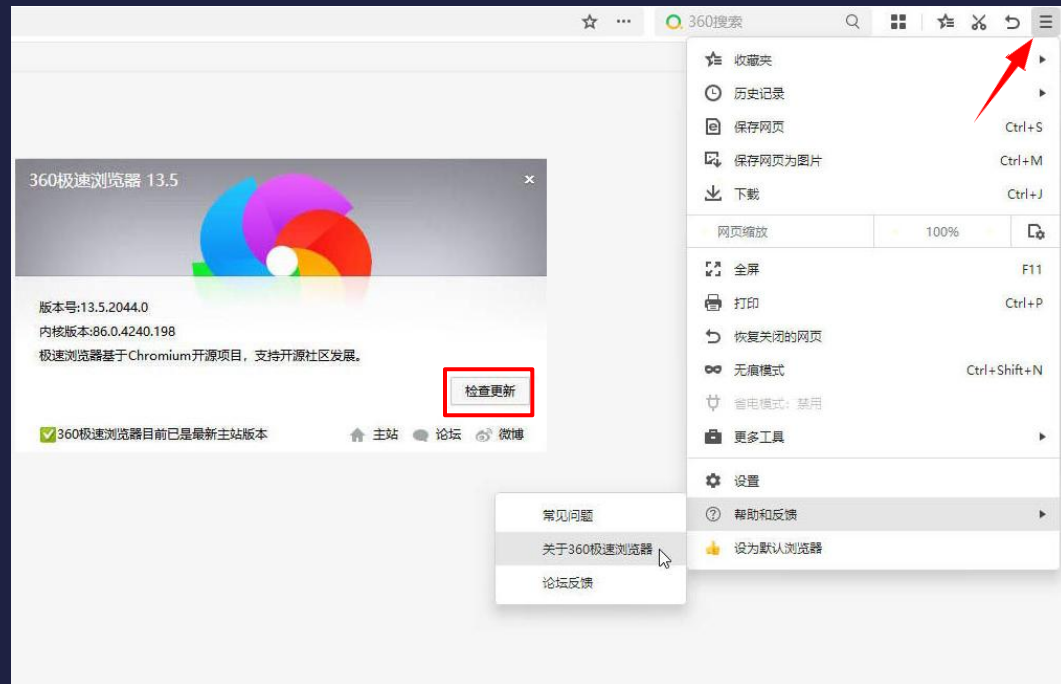 360搜索
收藏夹
历史记录
保存网页 Ctrl+S
保存网页为图片 Ctrl+M
下载 Ctrl+J
网页缩放 100%
全屏 F11
打印 Ctrl+P
恢复关闭的网页
无痕模式 Ctrl+Shift+N
省电模式：禁用
更多工具
设置
帮助和反馈
设为默认浏览器
常见问题
关于360极速浏览器
论坛反馈
360极速浏览器 13.5
版本号:13.5.2044.0
内核版本:86.0.4240.198
极速浏览器基于Chromium开源项目，支持开源社区发展。
检查更新
360极速浏览器目前已是最新主站版本 主站 论坛 微博